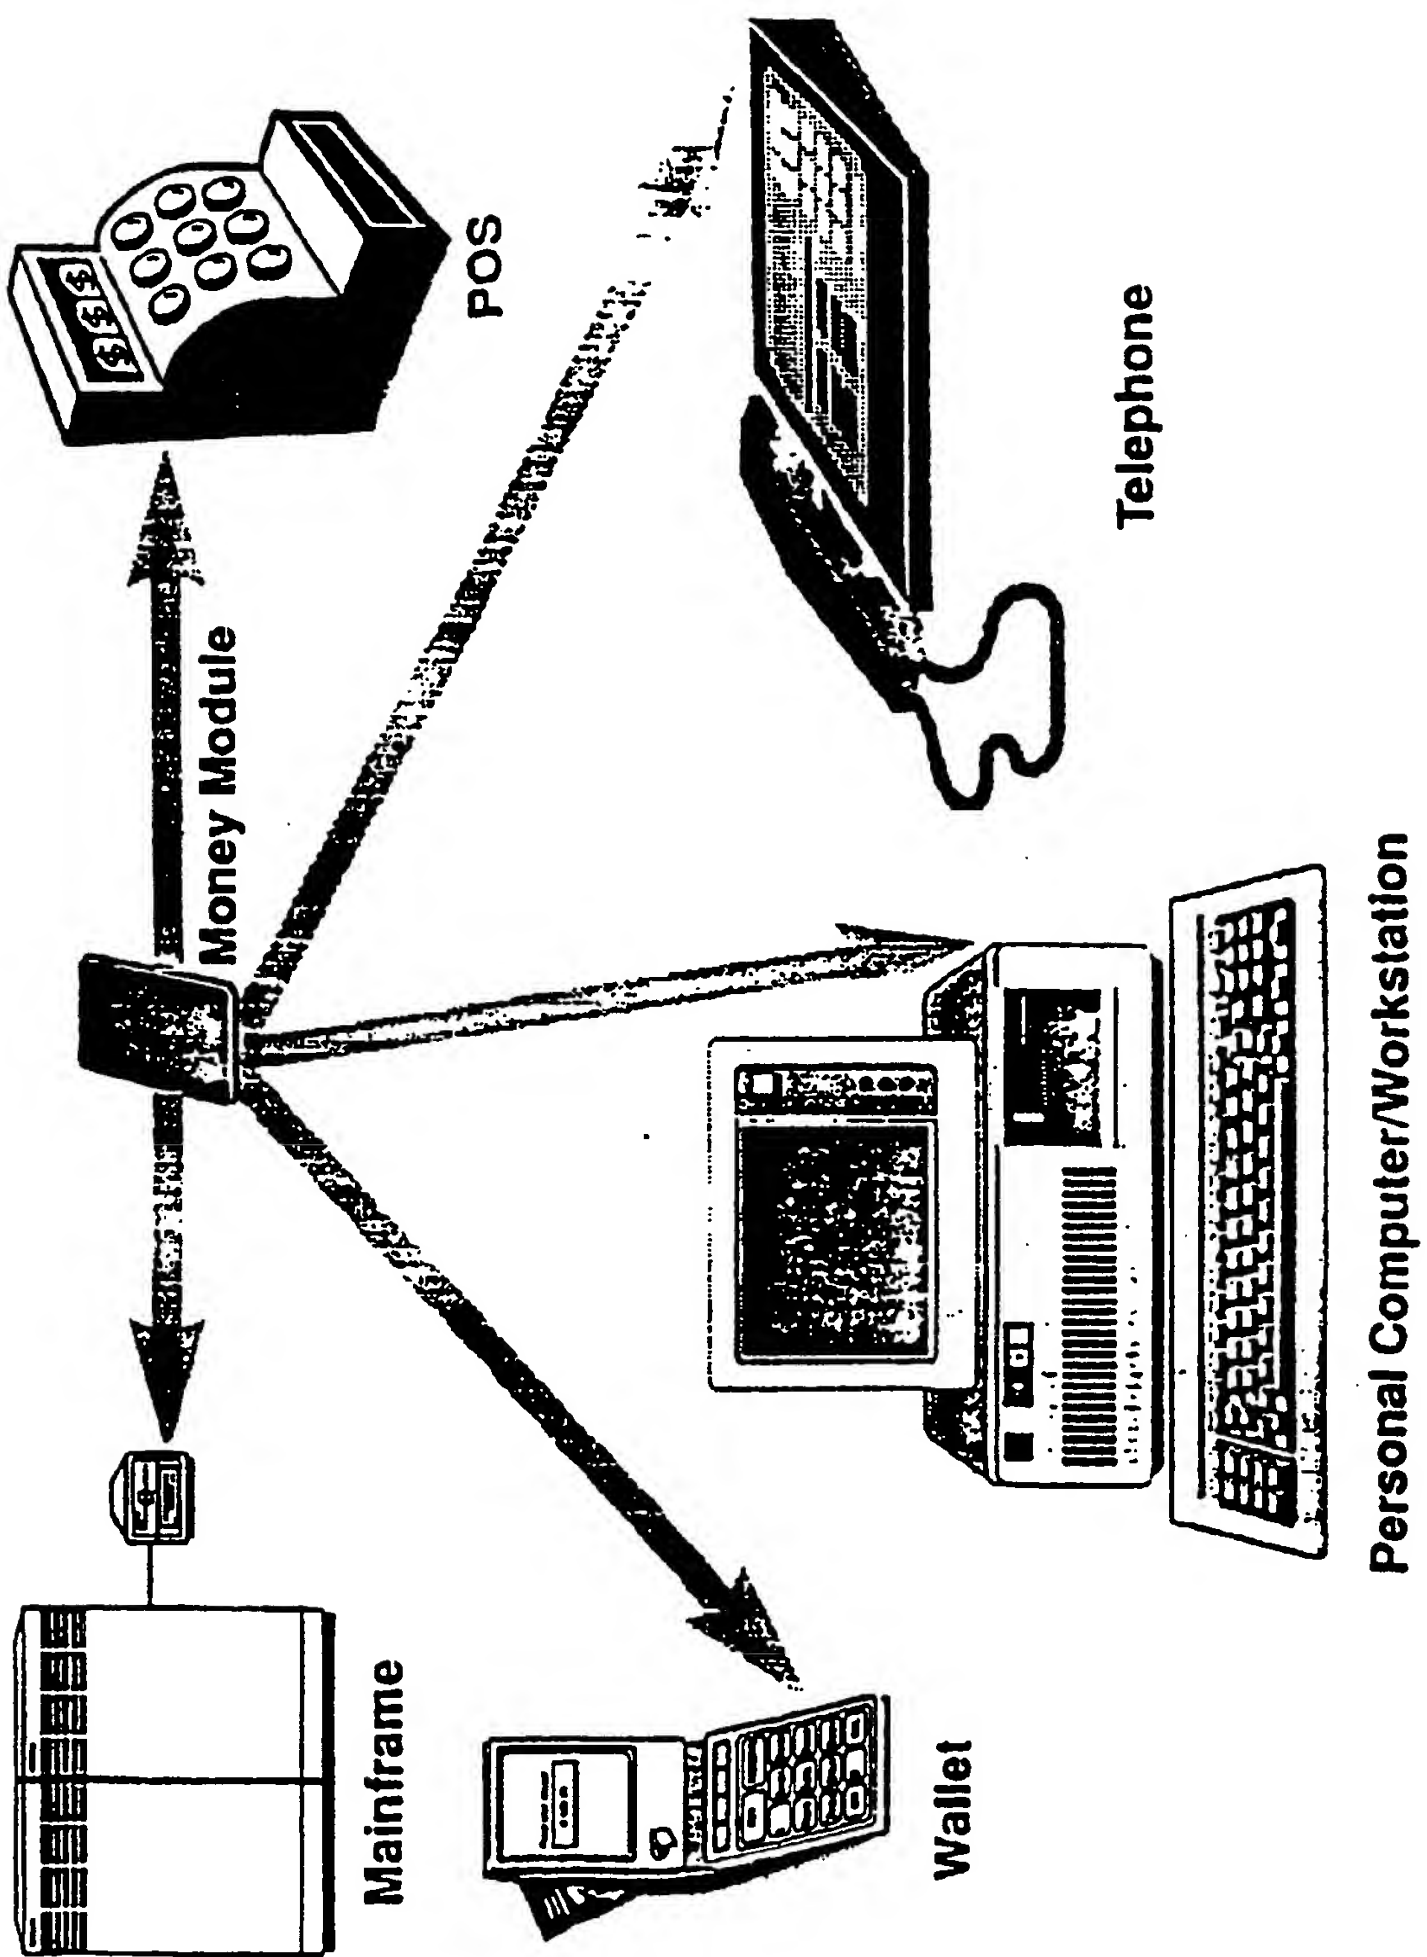 Mainframe
Money Module
POS
$ $ $
Wallet
Personal Computer/Workstation
Telephone